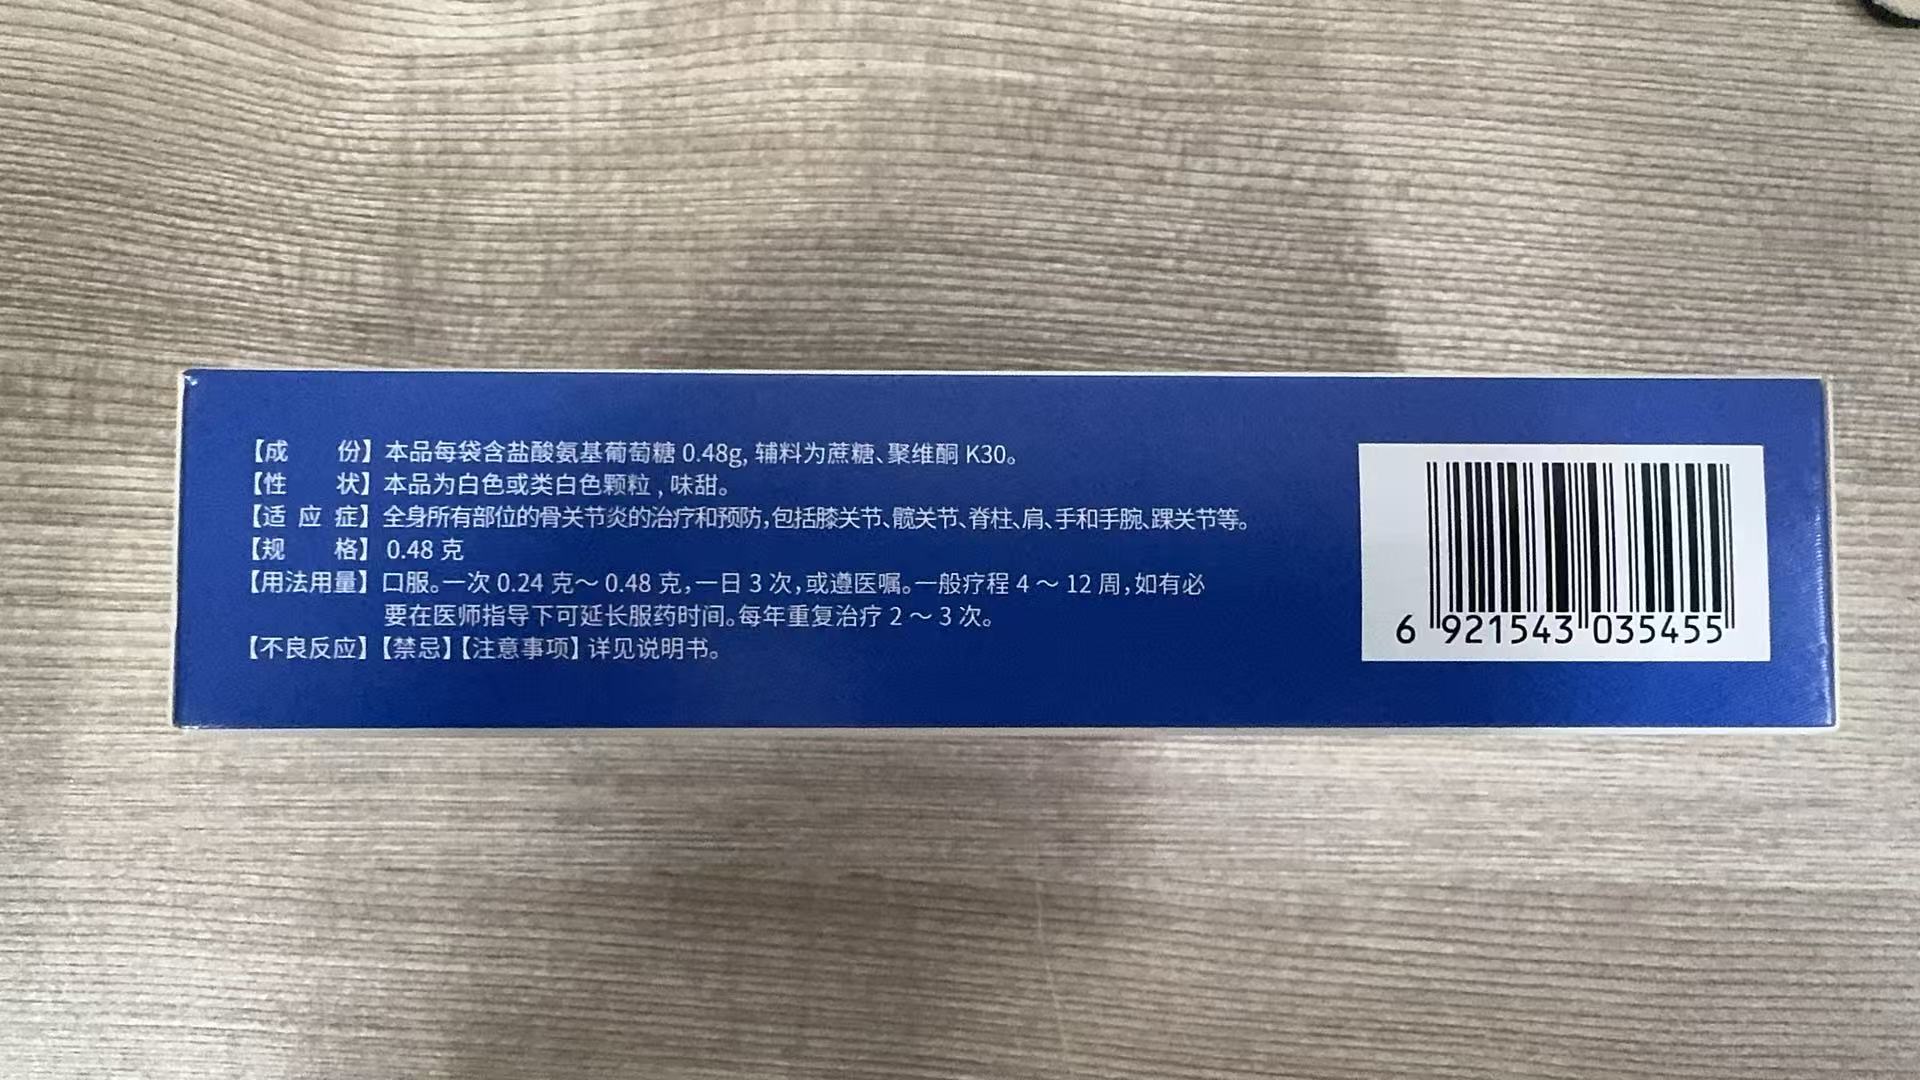 【成 份】本品每袋含盐酸氨基葡萄糖 0.48g, 辅料为蔗糖、聚维酮 K30。
【性 状】本品为白色或类白色颗粒 , 味甜。
【适 应 症】全身所有部位的骨关节炎的治疗和预防，包括膝关节、髋关节、脊柱、肩、手和手腕、踝关节等。
【规 格】0.48 克
【用法用量】口服。一次 0.24 克～ 0.48 克，一日 3 次，或遵医嘱。一般疗程 4 ～ 12 周，如有必
要在医师指导下可延长服药时间。每年重复治疗 2 ～ 3 次。
【不良反应】【禁忌】【注意事项】详见说明书。
6 921543 035455